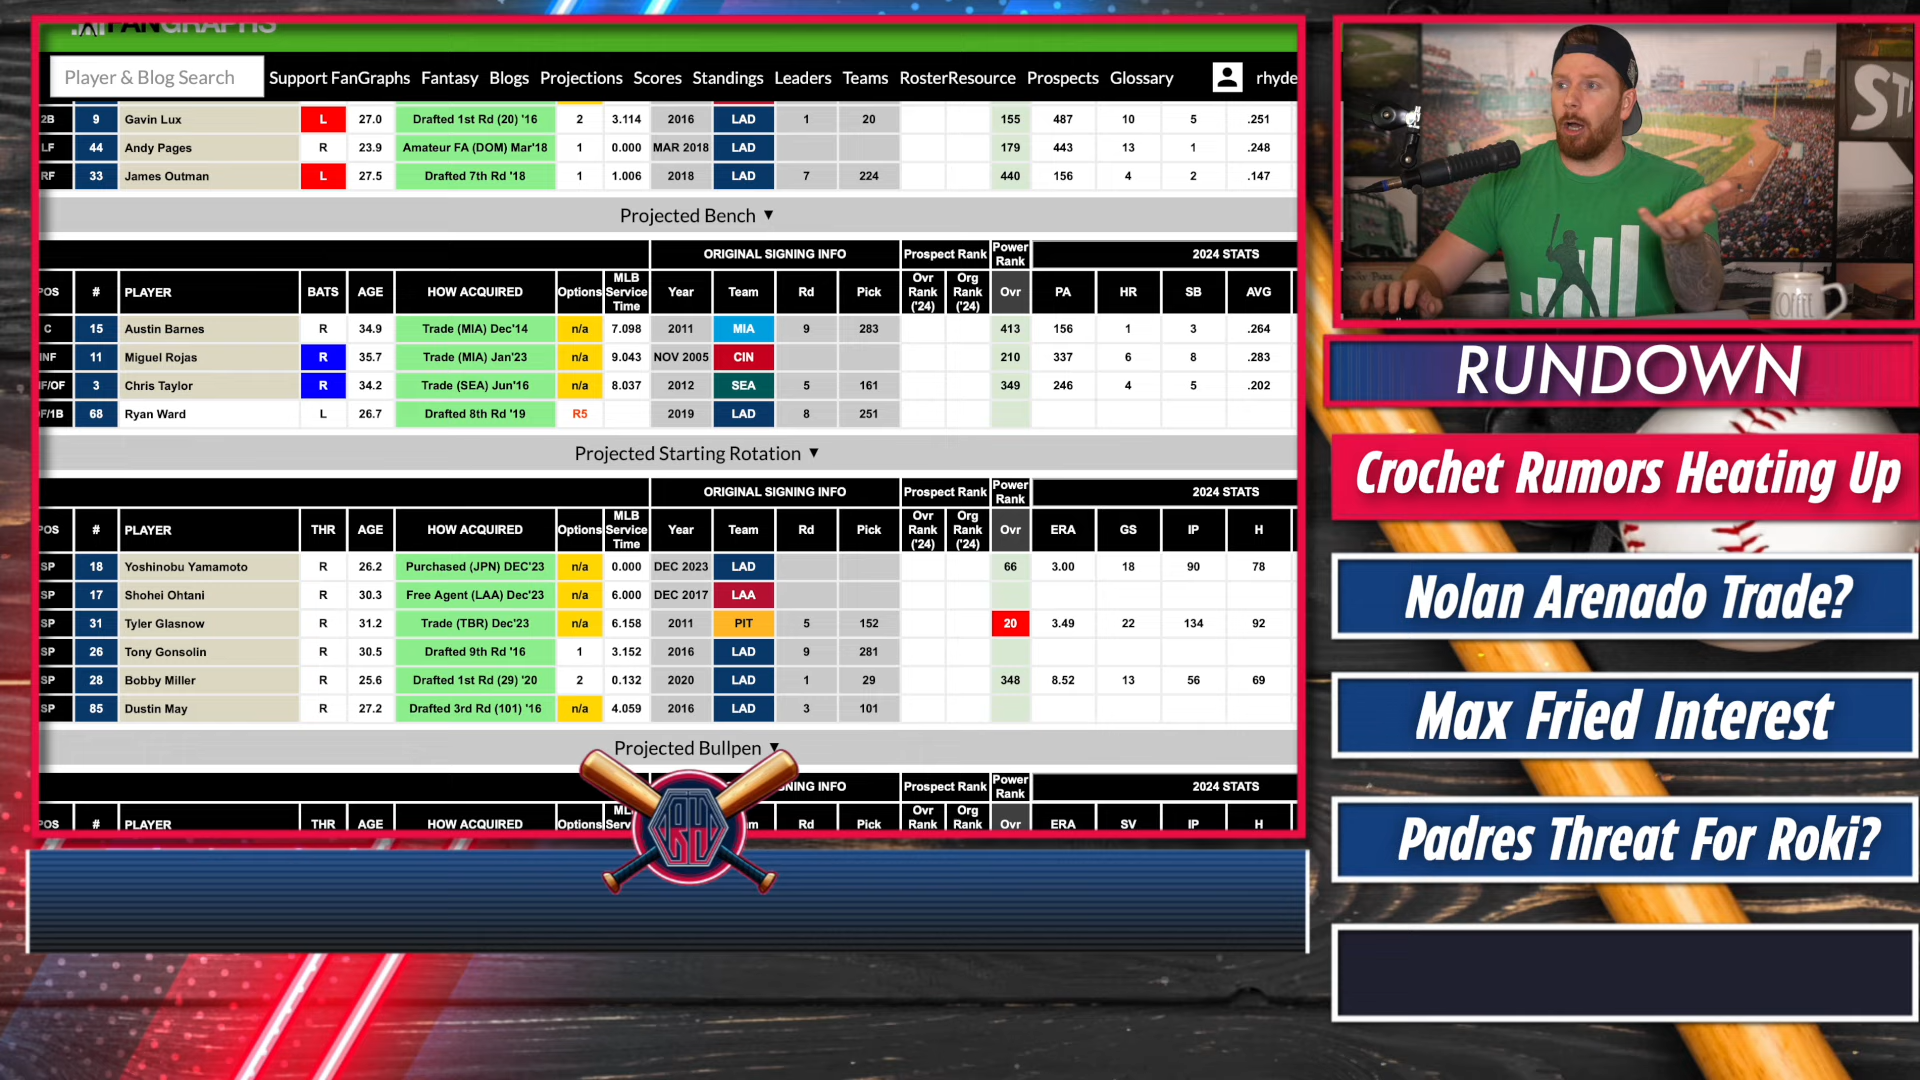 FANGRAPHS
Player & Blog Search Support FanGraphs Fantasy Blogs Projections Scores Standings Leaders Teams RosterResource Prospects Glossary rhyde
2B 9 Gavin Lux L 27.0 Drafted 1st Rd (20) '16 2 3.114 2016 LAD 1 20 155 487 10 5 .251
LF 44 Andy Pages R 23.9 Amateur FA (DOM) Mar'18 1 0.000 MAR 2018 LAD 179 443 13 1 .248
RF 33 James Outman L 27.5 Drafted 7th Rd '18 1 1.006 2018 LAD 7 224 440 156 4 2 .147
Projected Bench ▼
ORIGINAL SIGNING INFO Prospect Rank Power Rank 2024 STATS
POS # PLAYER BATS AGE HOW ACQUIRED Options MLB Service Time Year Team Rd Pick Ovr Rank ('24) Org Rank ('24) Ovr PA HR SB AVG
C 15 Austin Barnes R 34.9 Trade (MIA) Dec'14 n/a 7.098 2011 MIA 9 283 413 156 1 3 .264
INF 11 Miguel Rojas R 35.7 Trade (MIA) Jan'23 n/a 9.043 NOV 2005 CIN 210 337 6 8 .283
IF/OF 3 Chris Taylor R 34.2 Trade (SEA) Jun'16 n/a 8.037 2012 SEA 5 161 349 246 4 5 .202
F/1B 68 Ryan Ward L 26.7 Drafted 8th Rd '19 R5 2019 LAD 8 251
Projected Starting Rotation ▼
ORIGINAL SIGNING INFO Prospect Rank Power Rank 2024 STATS
POS # PLAYER THR AGE HOW ACQUIRED Options MLB Service Time Year Team Rd Pick Ovr Rank ('24) Org Rank ('24) Ovr ERA GS IP H
SP 18 Yoshinobu Yamamoto R 26.2 Purchased (JPN) DEC'23 n/a 0.000 DEC 2023 LAD 66 3.00 18 90 78
SP 17 Shohei Ohtani R 30.3 Free Agent (LAA) Dec'23 n/a 6.000 DEC 2017 LAA
SP 31 Tyler Glasnow R 31.2 Trade (TBR) Dec'23 n/a 6.158 2011 PIT 5 152 20 3.49 22 134 92
SP 26 Tony Gonsolin R 30.5 Drafted 9th Rd '16 1 3.152 2016 LAD 9 281
SP 28 Bobby Miller R 25.6 Drafted 1st Rd (29) '20 2 0.132 2020 LAD 1 29 348 8.52 13 56 69
SP 85 Dustin May R 27.2 Drafted 3rd Rd (101) '16 n/a 4.059 2016 LAD 3 101
Projected Bullpen ▼
NING INFO Prospect Rank Power Rank 2024 STATS
POS # PLAYER THR AGE HOW ACQUIRED Options ML Serv m Rd Pick Ovr Rank Org Rank Ovr ERA SV IP H
ST
COFFEE
RUNDOWN
Crochet Rumors Heating Up
Nolan Arenado Trade?
Max Fried Interest
Padres Threat For Roki?